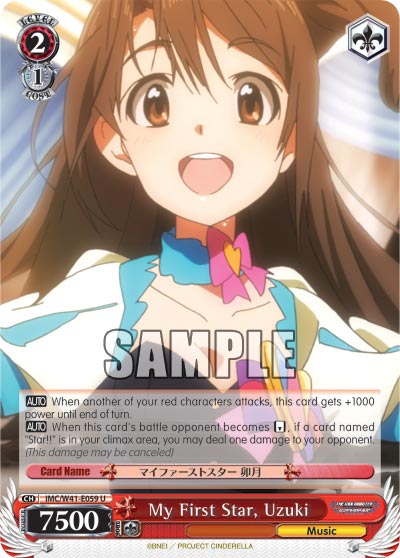 LEVEL
2
1
COST
SAMPLE
AUTO When another of your red characters attacks, this card gets +1000
power until end of turn.
AUTO When this card's battle opponent becomes, if a card named
"Star!!" is in your climax area, you may deal one damage to your opponent.
(This damage may be canceled)
Card Name マイファーストスター 卯月
CH IMC/W41-E059 U
POWER 7500
My First Star, Uzuki
Music
©BNEI / PROJECT CINDERELLA